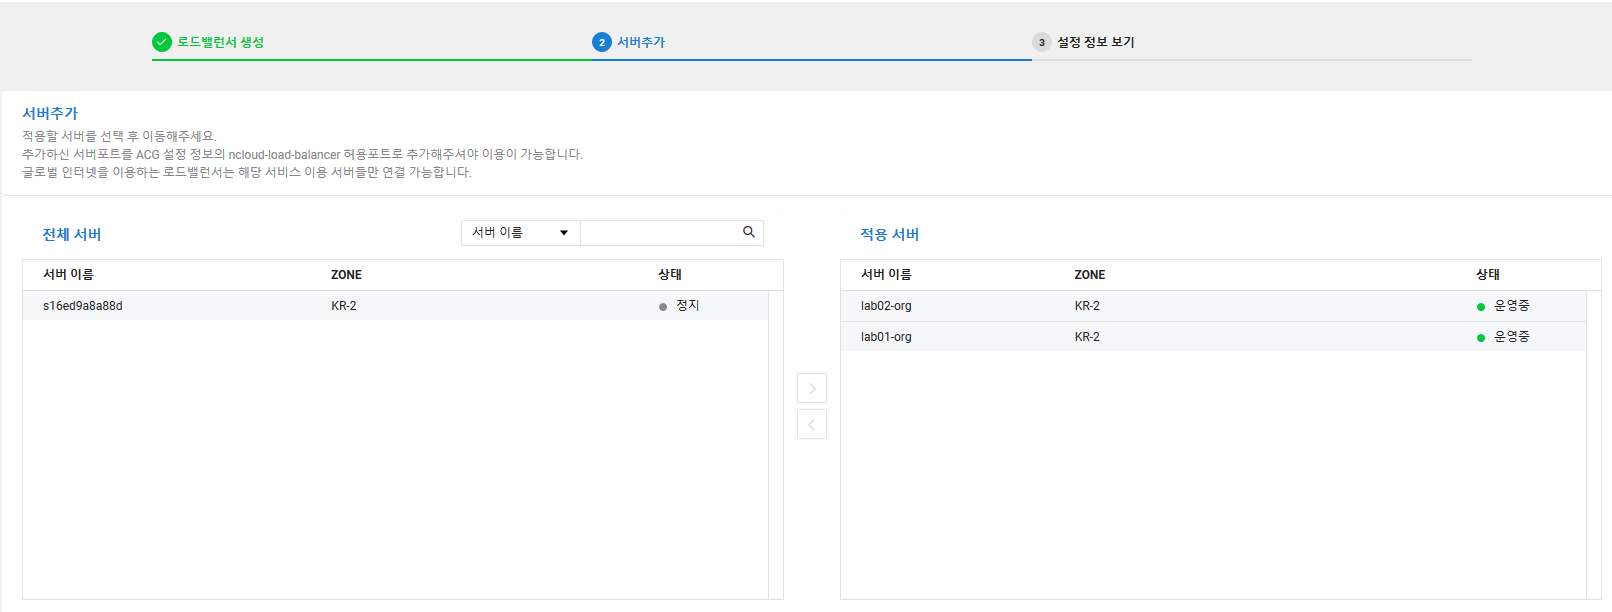 로드밸런서 생성
2 서버추가
3 설정 정보 보기
서버추가
적용할 서버를 선택 후 이동해주세요.
추가하신 서버포트를 ACG 설정 정보의 ncloud-load-balancer 허용포트로 추가해주셔야 이용이 가능합니다.
글로벌 인터넷을 이용하는 로드밸런서는 해당 서비스 이용 서버들만 연결 가능합니다.
전체 서버
서버 이름
서버 이름 ZONE 상태
s16ed9a8a88d KR-2 정지
적용 서버
서버 이름 ZONE 상태
lab02-org KR-2 운영중
lab01-org KR-2 운영중